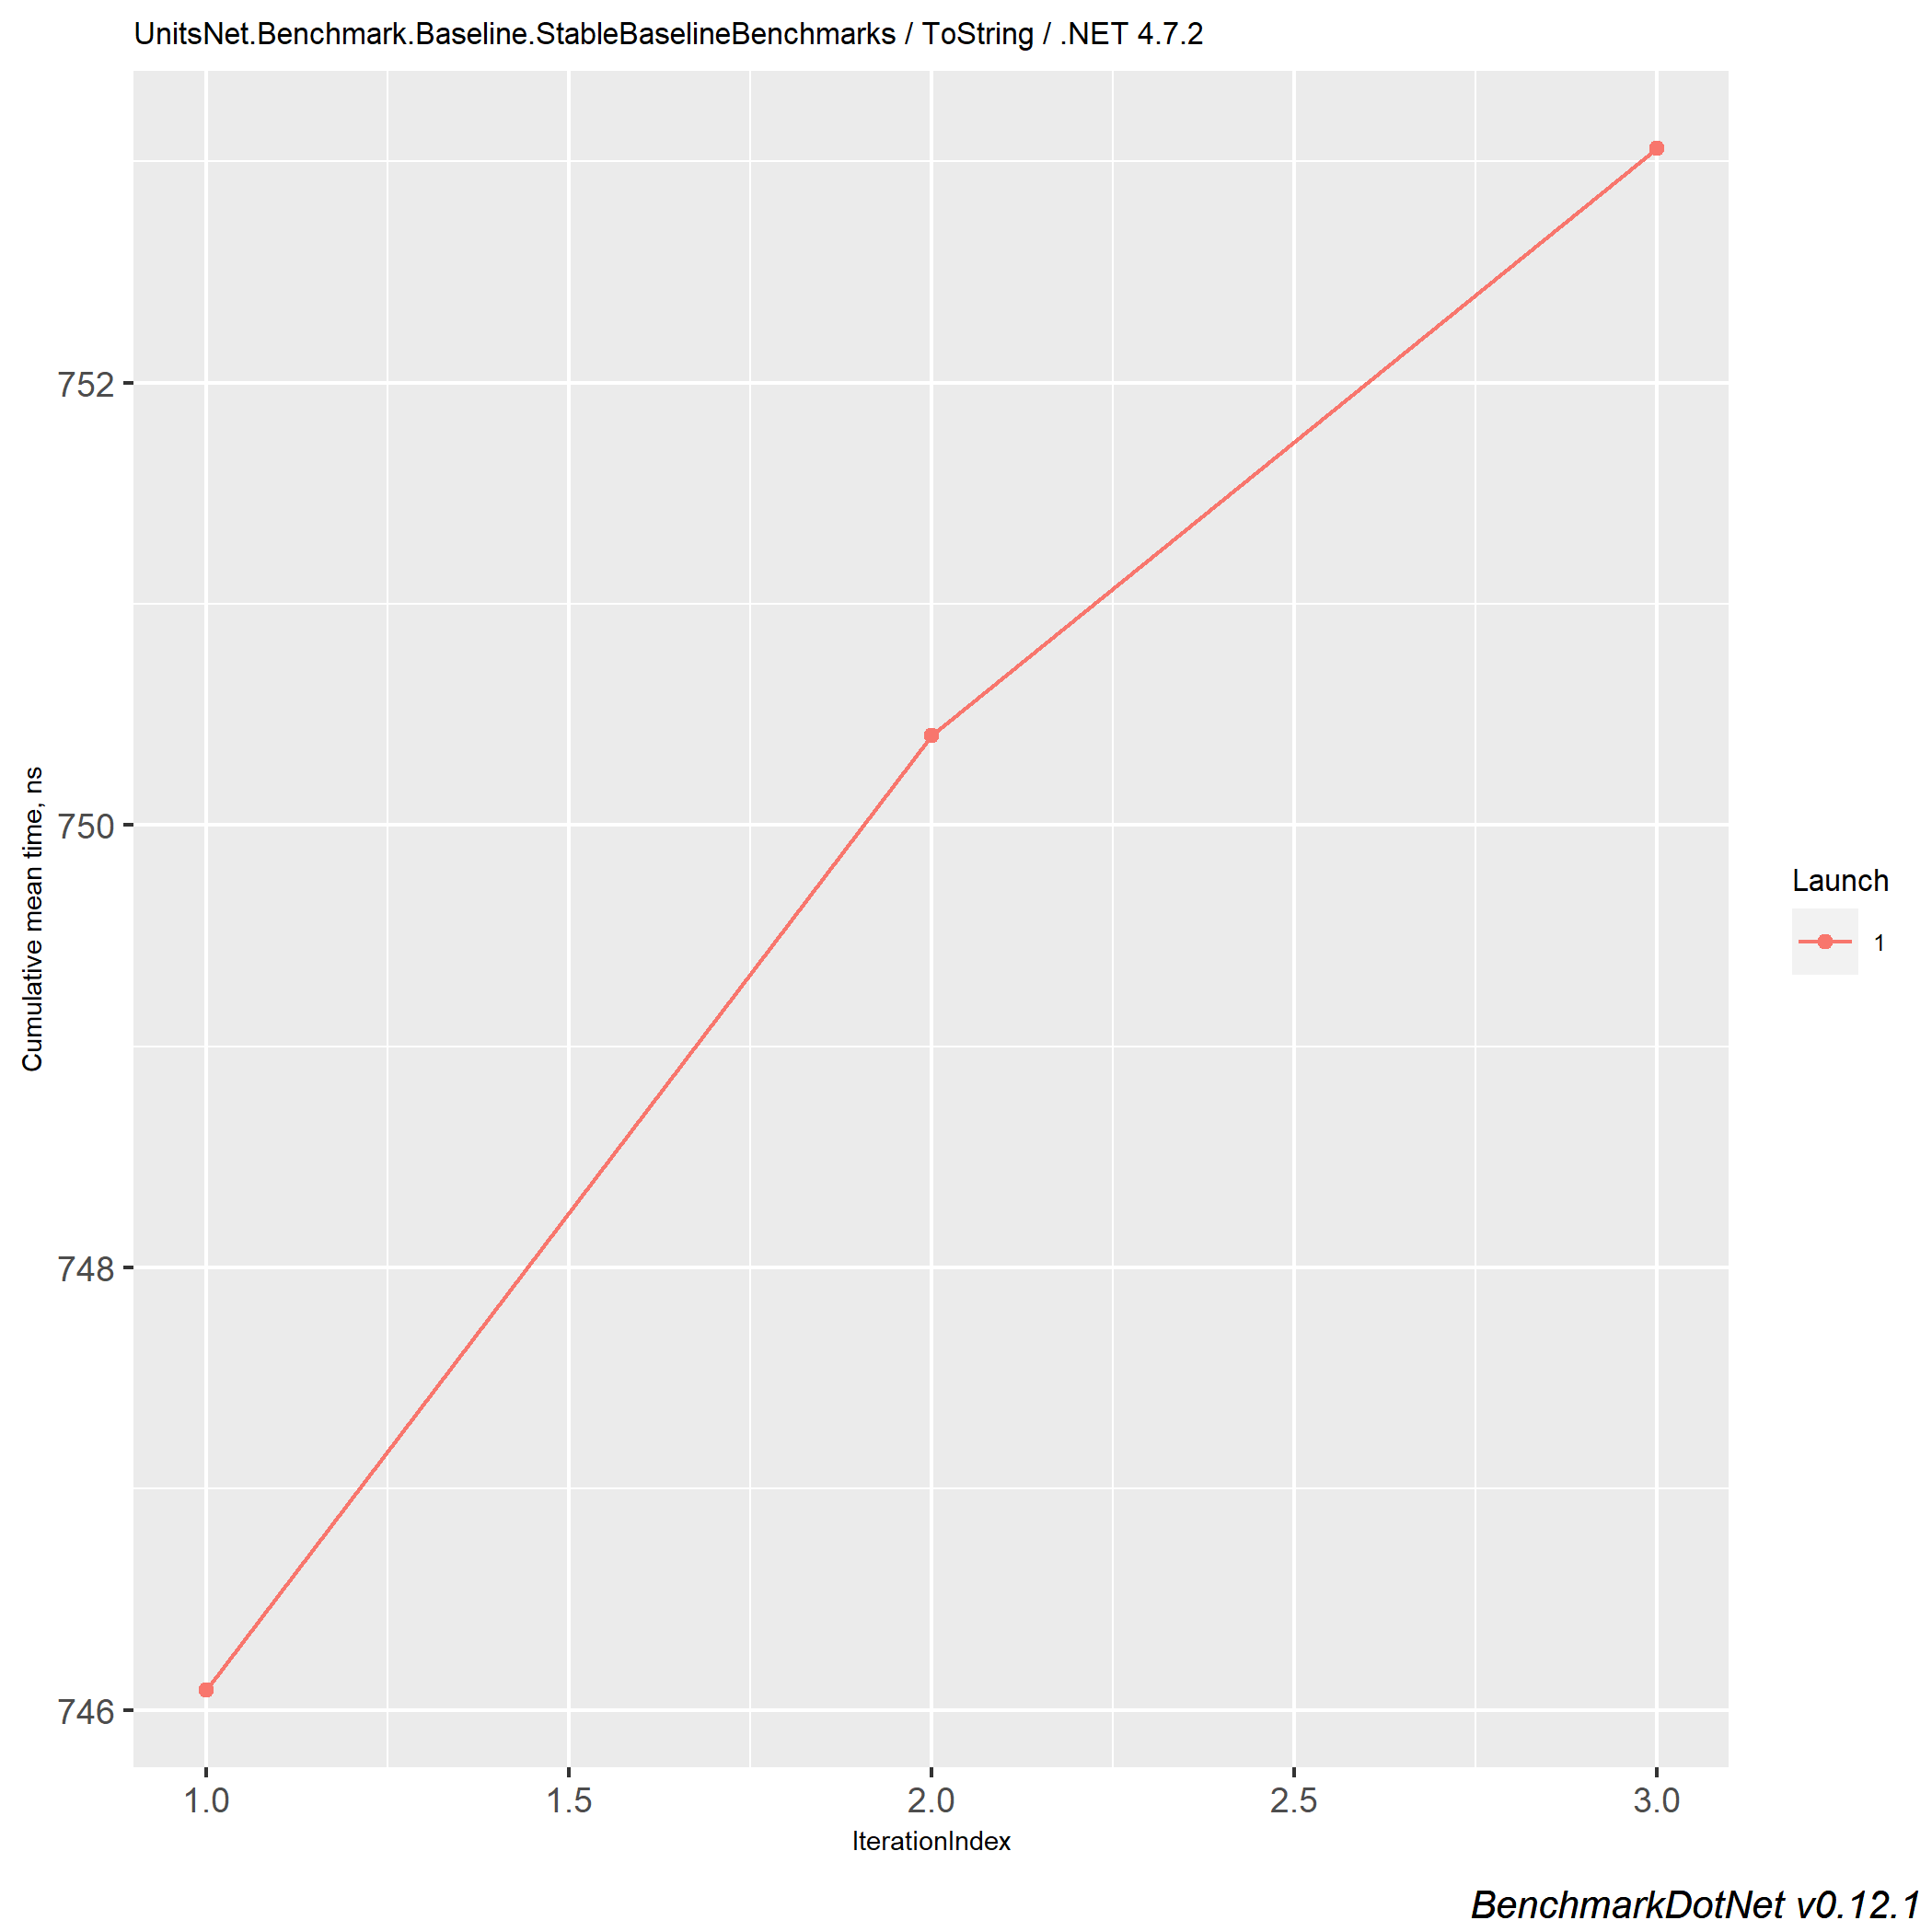 UnitsNet.Benchmark.Baseline.StableBaselineBenchmarks / ToString / .NET 4.7.2
Cumulative mean time, ns
752
750
748
746
1.0 1.5 2.0 2.5 3.0
IterationIndex
Launch
1
BenchmarkDotNet v0.12.1